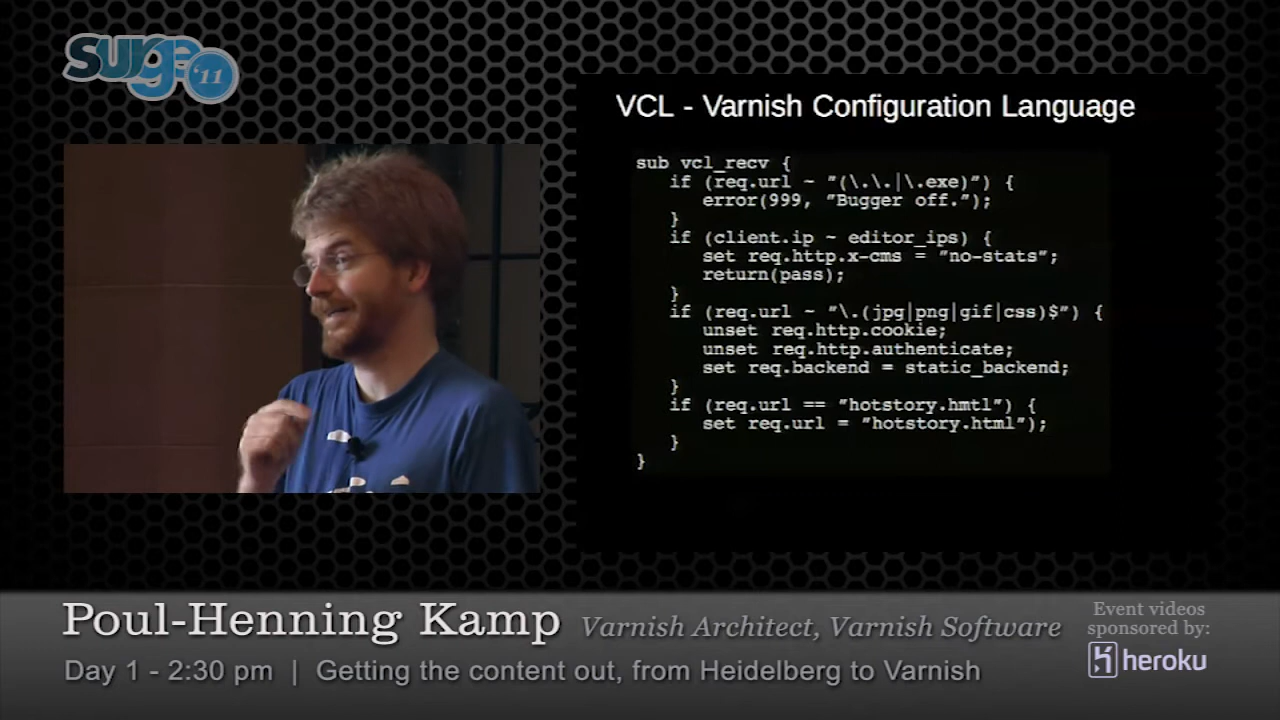 surge '11
VCL - Varnish Configuration Language
sub vcl_recv {
if (req.url ~ "(\.\.|\.exe)") {
error(999, "Bugger off.");
}
if (client.ip ~ editor_ips) {
set req.http.x-cms = "no-stats";
return(pass);
}
if (req.url ~ "\.(jpg|png|gif|css)$") {
unset req.http.cookie;
unset req.http.authenticate;
set req.backend = static_backend;
}
if (req.url == "hotstory.hmtl") {
set req.url = "hotstory.html");
}
}
Poul-Henning Kamp Varnish Architect, Varnish Software
Day 1 - 2:30 pm | Getting the content out, from Heidelberg to Varnish
Event videos
sponsored by:
heroku